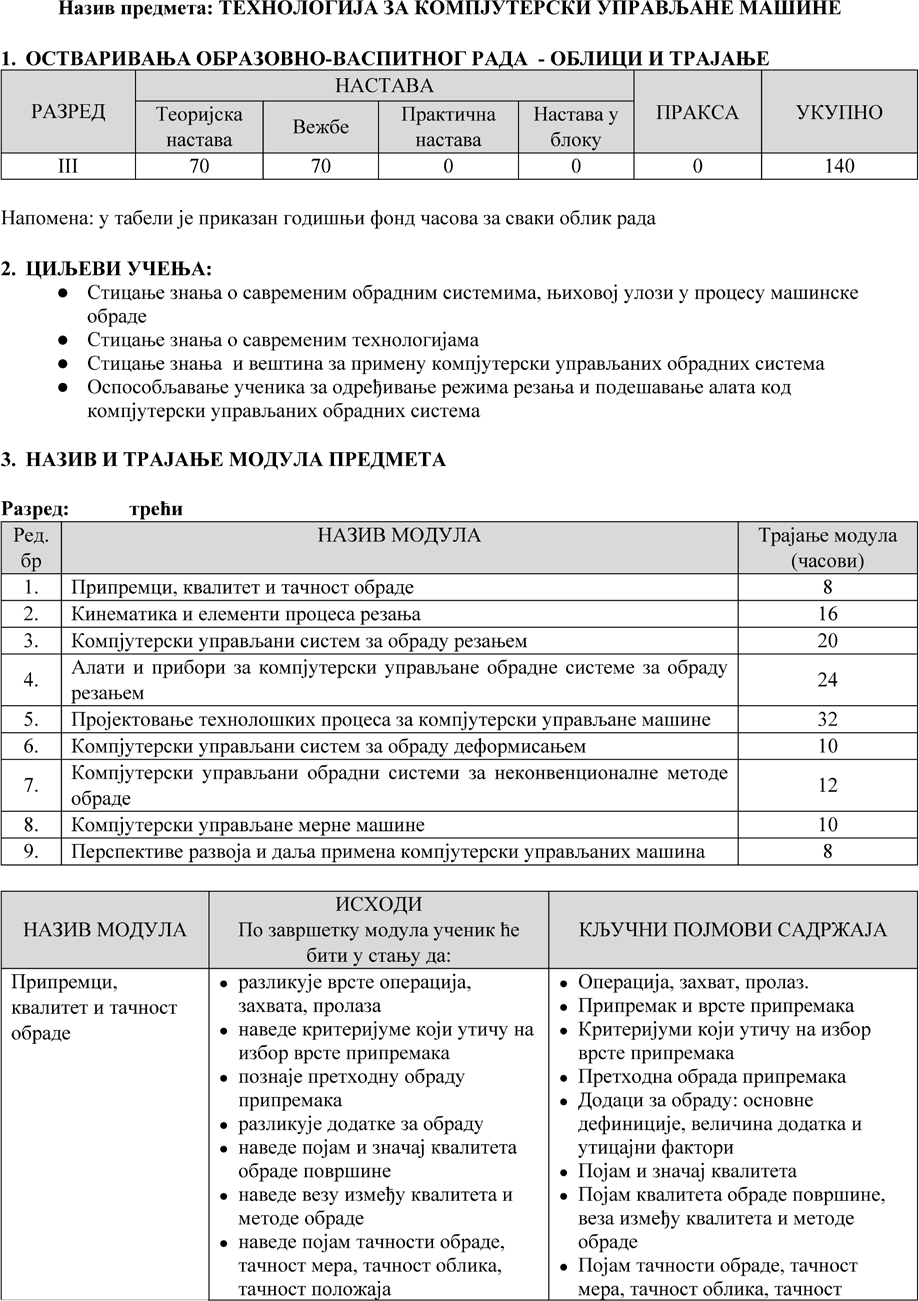 Назив предмета: ТЕХНОЛОГИЈА ЗА КОМПЈУТЕРСКИ УПРАВЉАНЕ МАШИНЕ
1. ОСТВАРИВАЊА ОБРАЗОВНО-ВАСПИТНОГ РАДА - ОБЛИЦИ И ТРАЈАЊЕ
РАЗРЕД
НАСТАВА
ПРАКСА
УКУПНО
Теоријска
настава
Вежбе
Практична
настава
Настава у
блоку
III 70 70 0 0 0 140
Напомена: у табели је приказан годишњи фонд часова за сваки облик рада
2. ЦИЉЕВИ УЧЕЊА:
● Стицање знања о савременим обрадним системима, њиховој улози у процесу машинске
обраде
● Стицање знања о савременим технологијама
● Стицање знања и вештина за примену компјутерски управљаних обрадних система
● Оспособљавање ученика за одређивање режима резања и подешавање алата код
компјутерски управљаних обрадних система
3. НАЗИВ И ТРАЈАЊЕ МОДУЛА ПРЕДМЕТА
Разред: трећи
Ред.
бр
НАЗИВ МОДУЛА
Трајање модула
(часови)
1. Припремци, квалитет и тачност обраде 8
2. Кинематика и елементи процеса резања 16
3. Компјутерски управљани систем за обраду резањем 20
4. Алати и прибори за компјутерски управљане обрадне системе за обраду
резањем 24
5. Пројектовање технолошких процеса за компјутерски управљане машине 32
6. Компјутерски управљани систем за обраду деформисањем 10
7. Компјутерски управљани обрадни системи за неконвенционалне методе
обраде 12
8. Компјутерски управљане мерне машине 10
9. Перспективе развоја и даља примена компјутерски управљаних машина 8
НАЗИВ МОДУЛА
ИСХОДИ
По завршетку модула ученик ће
бити у стању да:
КЉУЧНИ ПОЈМОВИ САДРЖАЈА
Припремци,
квалитет и тачност
обраде
● разликује врсте операција,
захвата, пролаза
● наведе критеријуме који утичу на
избор врсте припремака
● познаје претходну обраду
припремака
● разликује додатке за обраду
● наведе појам и значај квалитета
обраде површине
● наведе везу између квалитета и
методе обраде
● наведе појам тачности обраде,
тачност мера, тачност облика,
тачност положаја
● Операција, захват, пролаз.
● Припремак и врсте припремака
● Критеријуми који утичу на избор
врсте припремака
● Претходна обрада припремака
● Додаци за обраду: основне
дефиниције, величина додатка и
утицајни фактори
● Појам и значај квалитета
● Појам квалитета обраде површине,
веза између квалитета и методе
обраде
● Појам тачности обраде, тачност
мера, тачност облика, тачност